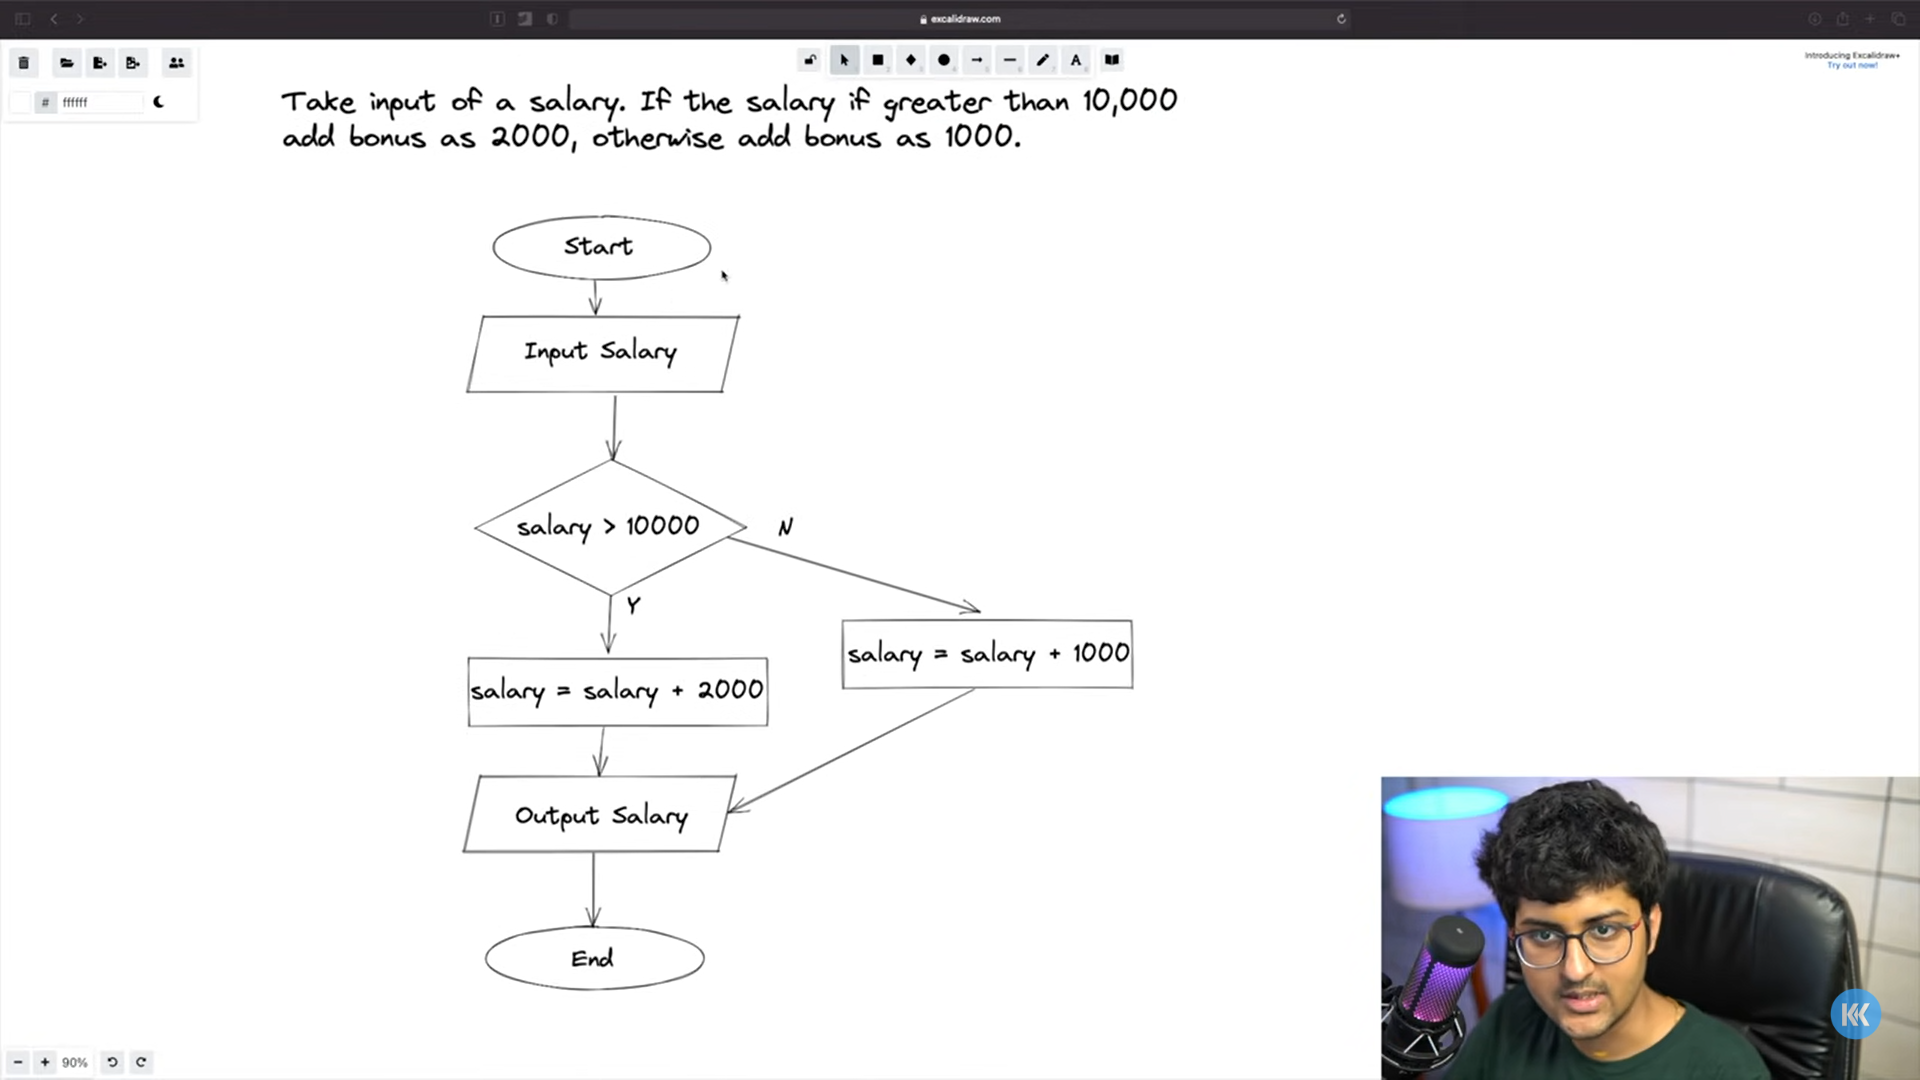 excalidraw.com
Introducing Excalidraw+
Try out now!
# ffffff
A
Take input of a salary. If the salary if greater than 10,000
add bonus as 2000, otherwise add bonus as 1000.
Start
Input Salary
salary > 10000
N
Y
salary = salary + 1000
salary = salary + 2000
Output Salary
End
90%
KK